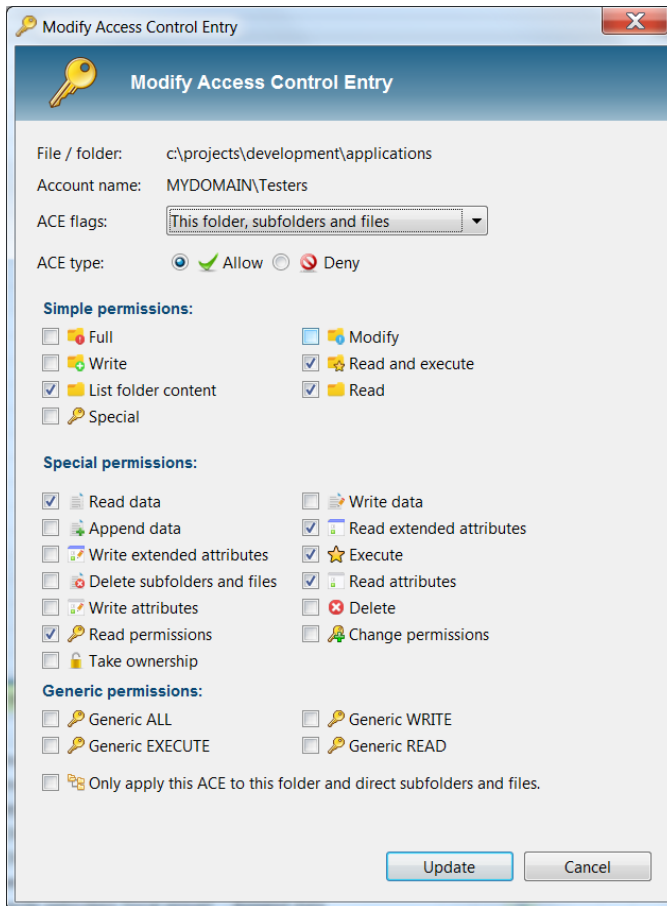 Modify Access Control Entry
Modify Access Control Entry
File / folder: c:\projects\development\applications
Account name: MYDOMAIN\Testers
ACE flags: This folder, subfolders and files
ACE type: Allow Deny
Simple permissions:
Full Modify
Write Read and execute
List folder content Read
Special
Special permissions:
Read data Write data
Append data Read extended attributes
Write extended attributes Execute
Delete subfolders and files Read attributes
Write attributes Delete
Read permissions Change permissions
Take ownership
Generic permissions:
Generic ALL Generic WRITE
Generic EXECUTE Generic READ
Only apply this ACE to this folder and direct subfolders and files.
Update Cancel